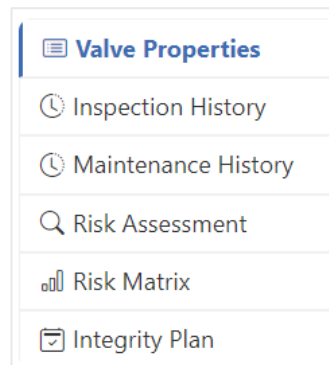 Valve Properties
Inspection History
Maintenance History
Risk Assessment
Risk Matrix
Integrity Plan